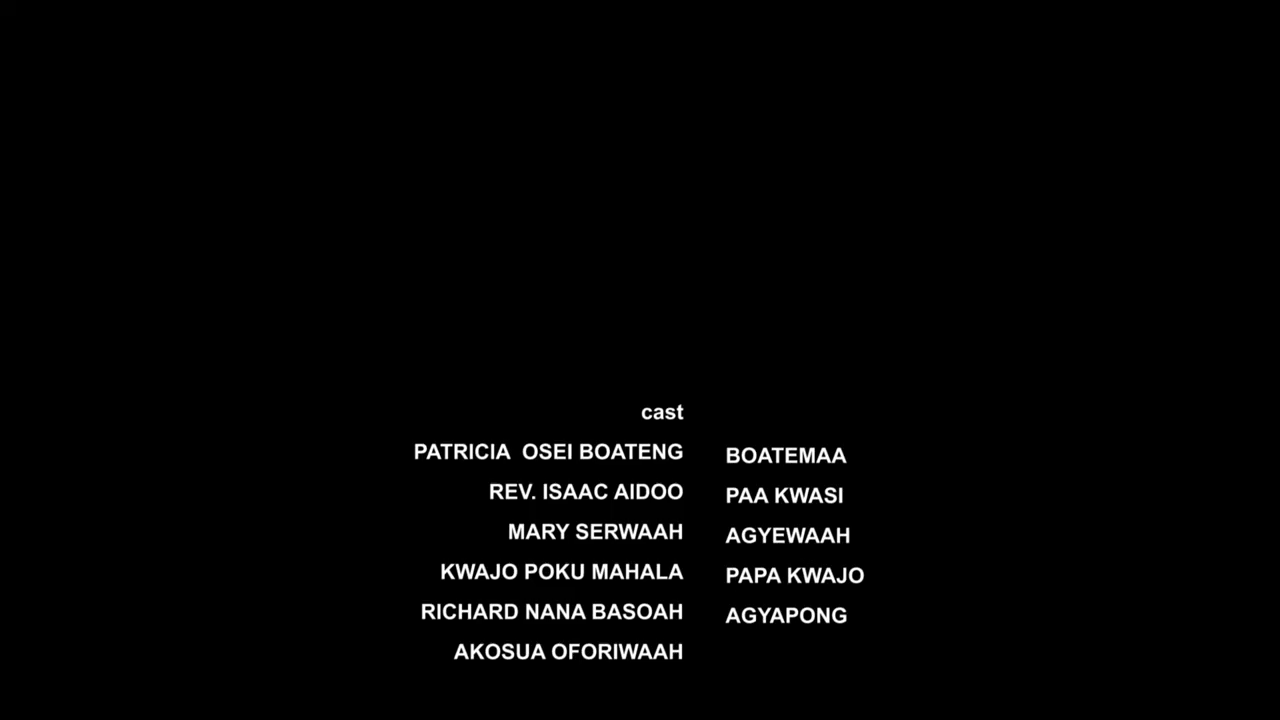 cast
PATRICIA  OSEI BOATENG BOATEMAA
REV. ISAAC AIDOO PAA KWASI
MARY SERWAAH AGYEWAAH
KWAJO POKU MAHALA PAPA KWAJO
RICHARD NANA BASOAH AGYAPONG
AKOSUA OFORIWAAH